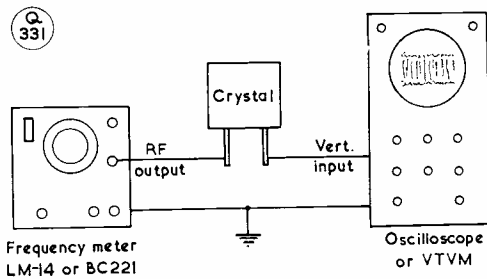 Q
331
Crystal
RF
output
Vert.
input
Frequency meter
LM-14 or BC221
Oscilloscope
or VTVM